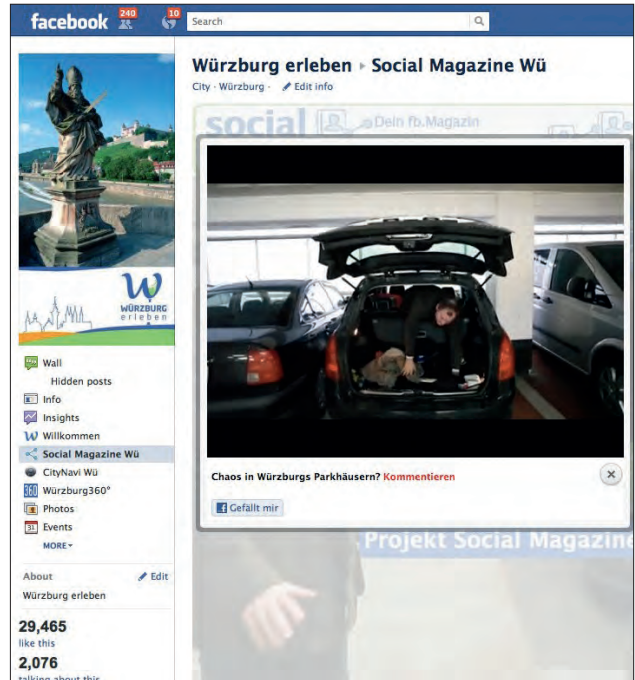 facebook 240 10 Search
Würzburg erleben ▸ Social Magazine Wü
City · Würzburg · Edit info
social Dein fb.Magazin
W
WÜRZBURG
erleben
Wall
Hidden posts
Info
Insights
W Willkommen
Social Magazine Wü
CityNavi Wü
360 Würzburg360°
Photos
31 Events
MORE
About Edit
Würzburg erleben
29,465
like this
2,076
talking about this
Chaos in Würzburgs Parkhäusern? Kommentieren
Gefällt mir
Projekt Social Magazine